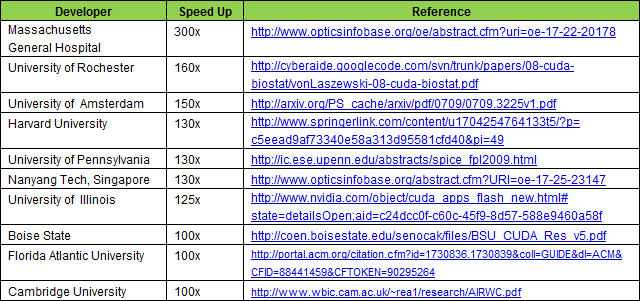 Developer Speed Up Reference
Massachusetts
General Hospital 300x http://www.opticsinfobase.org/oe/abstract.cfm?uri=oe-17-22-20178
University of Rochester 160x http://cyberaide.googlecode.com/svn/trunk/papers/08-cuda-
biostat/vonLaszewski-08-cuda-biostat.pdf
University of Amsterdam 150x http://arxiv.org/PS_cache/arxiv/pdf/0709/0709.3225v1.pdf
Harvard University 130x http://www.springerlink.com/content/u1704254764133t5/?p=
c5eead9af73340e58a313d95581cfd40&pi=49
University of Pennsylvania 130x http://ic.ese.upenn.edu/abstracts/spice_fpl2009.html
Nanyang Tech, Singapore 130x http://www.opticsinfobase.org/abstract.cfm?URI=oe-17-25-23147
University of Illinois 125x http://www.nvidia.com/object/cuda_apps_flash_new.html#
state=detailsOpen;aid=c24dcc0f-c60c-45f9-8d57-588e9460a58f
Boise State 100x http://coen.boisestate.edu/senocak/files/BSU_CUDA_Res_v5.pdf
Florida Atlantic University 100x http://portal.acm.org/citation.cfm?id=1730836.1730839&coll=GUIDE&dl=ACM&
CFID=88441459&CFTOKEN=90295264
Cambridge University 100x http://www.wbic.cam.ac.uk/~rea1/research/AIRWC.pdf